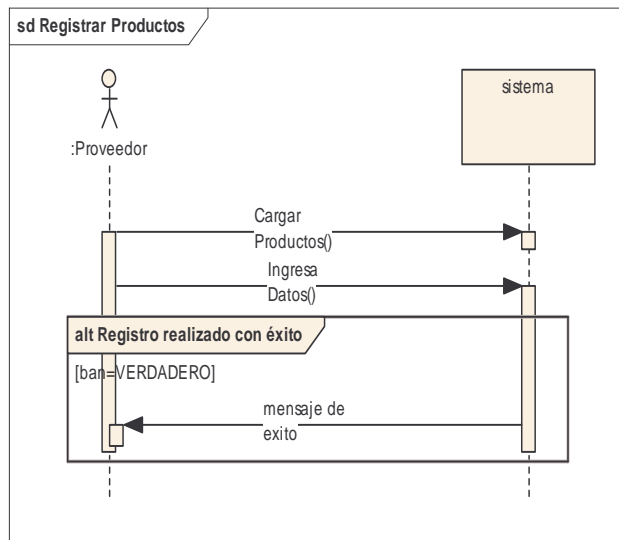 sd Registrar Productos
sistema
:Proveedor
Cargar
Productos()
Ingresa
Datos()
alt Registro realizado con éxito
[ban=VERDADERO]
mensaje de
exito